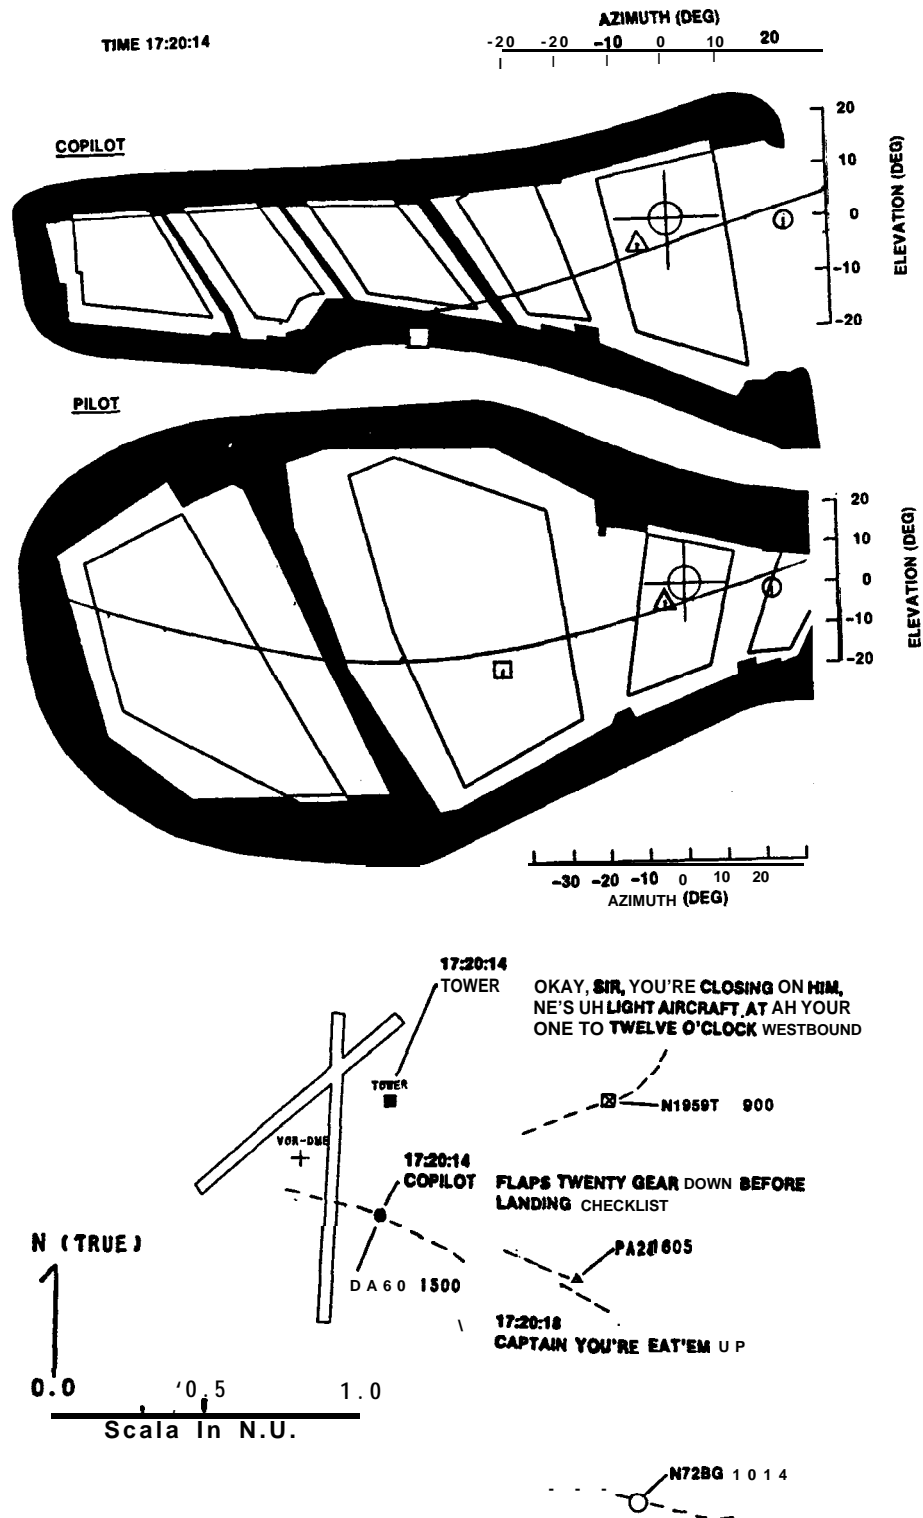 AZIMUTH (DEG)
TIME 17:20:14
-20 -20 -10 0 10 20
COPILOT
20
10
0
-10
-20
ELEVATION (DEG)
PILOT
20
10
0
-10
-20
ELEVATION (DEG)
-30 -20 -10 0 10 20
AZIMUTH (DEG)
17:20:14
TOWER
OKAY, SIR, YOU'RE CLOSING ON HIM,
NE'S UH LIGHT AIRCRAFT AT AH YOUR
ONE TO TWELVE O'CLOCK WESTBOUND
TOWER
N1959T 900
VOR-DME
17:20:14
COPILOT
FLAPS TWENTY GEAR DOWN BEFORE
LANDING CHECKLIST
N (TRUE)
DA60 1500
17:20:18
CAPTAIN YOU'RE EAT'EM UP
0.0 '0.5 1.0
Scala In N.U.
N72BG 1014